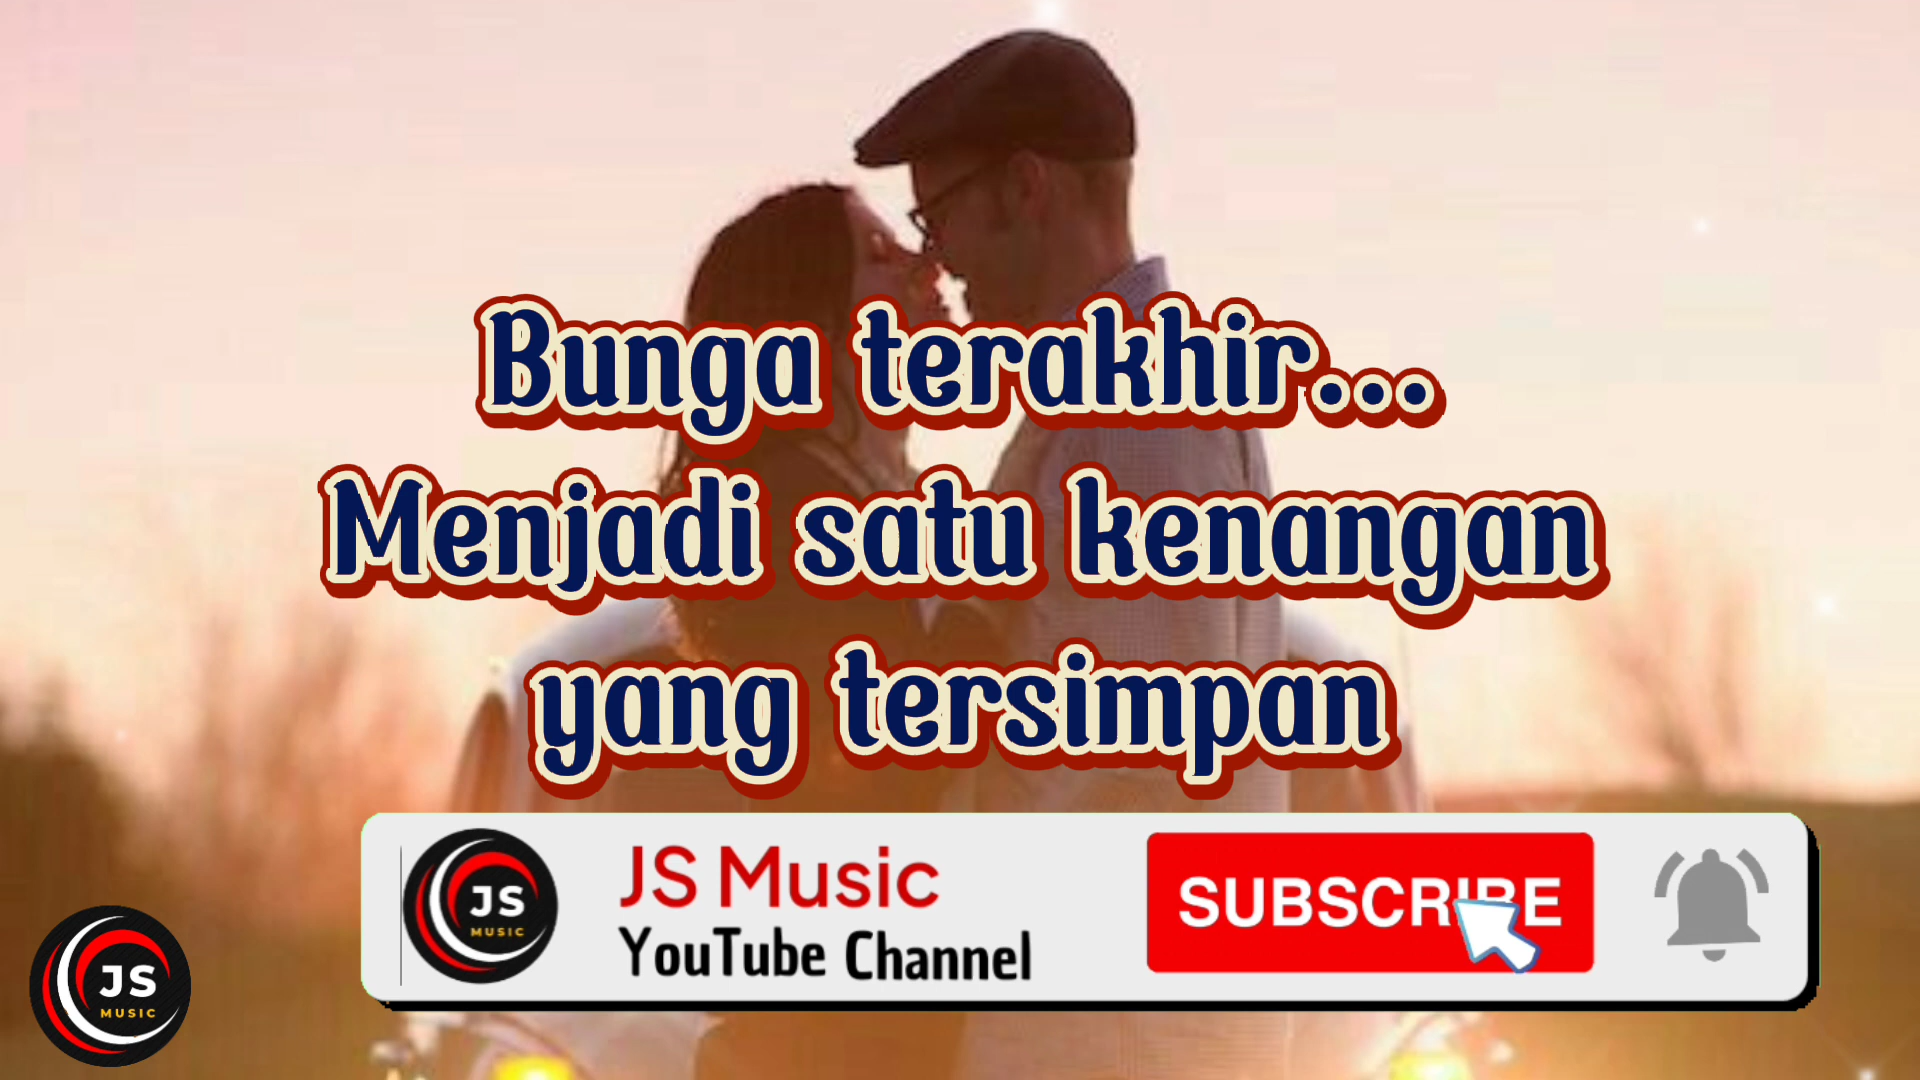 Bunga terakhir...
Menjadi satu kenangan
yang tersimpan
JS
MUSIC
JS Music
YouTube Channel
SUBSCRIBE
JS
MUSIC